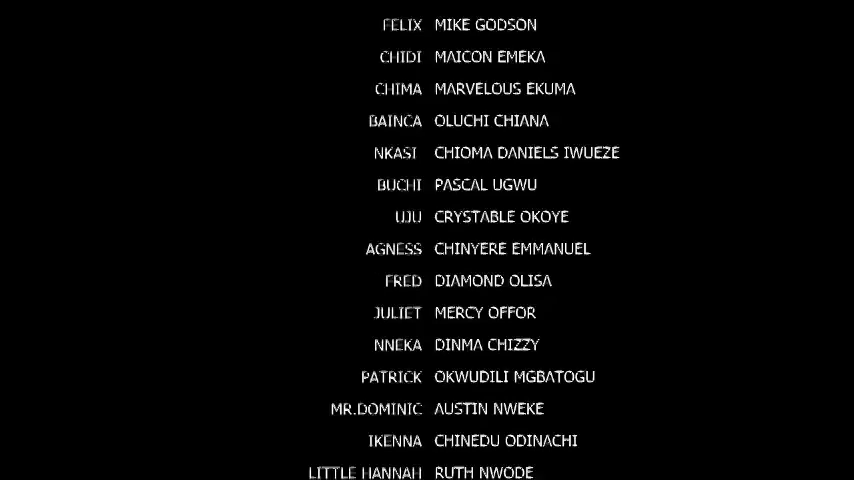 FELIX MIKE GODSON
CHIDI MAICON EMEKA
CHIMA MARVELOUS EKUMA
BAINCA OLUCHI CHIANA
NKASI CHIOMA DANIELS IWUEZE
BUCHI PASCAL UGWU
UJU CRYSTABLE OKOYE
AGNESS CHINYERE EMMANUEL
FRED DIAMOND OLISA
JULIET MERCY OFFOR
NNEKA DINMA CHIZZY
PATRICK OKWUDILI MGBATOGU
MR.DOMINIC AUSTIN NWEKE
IKENNA CHINEDU ODINACHI
LITTLE HANNAH RUTH NWODE